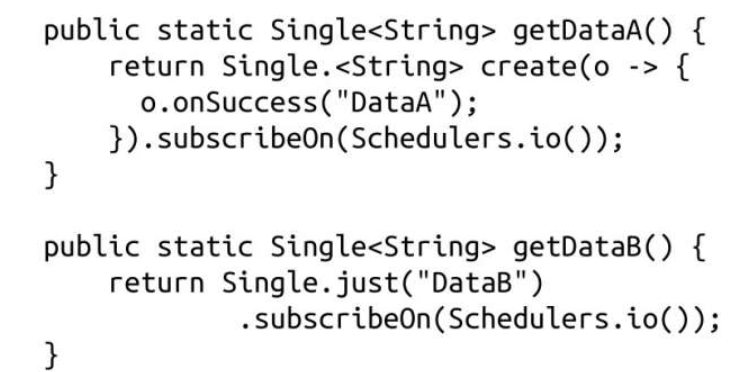 public static Single<String> getDataA() {
    return Single.<String> create(o -> {
      o.onSuccess("DataA");
    }).subscribeOn(Schedulers.io());
}

public static Single<String> getDataB() {
    return Single.just("DataB")
            .subscribeOn(Schedulers.io());
}